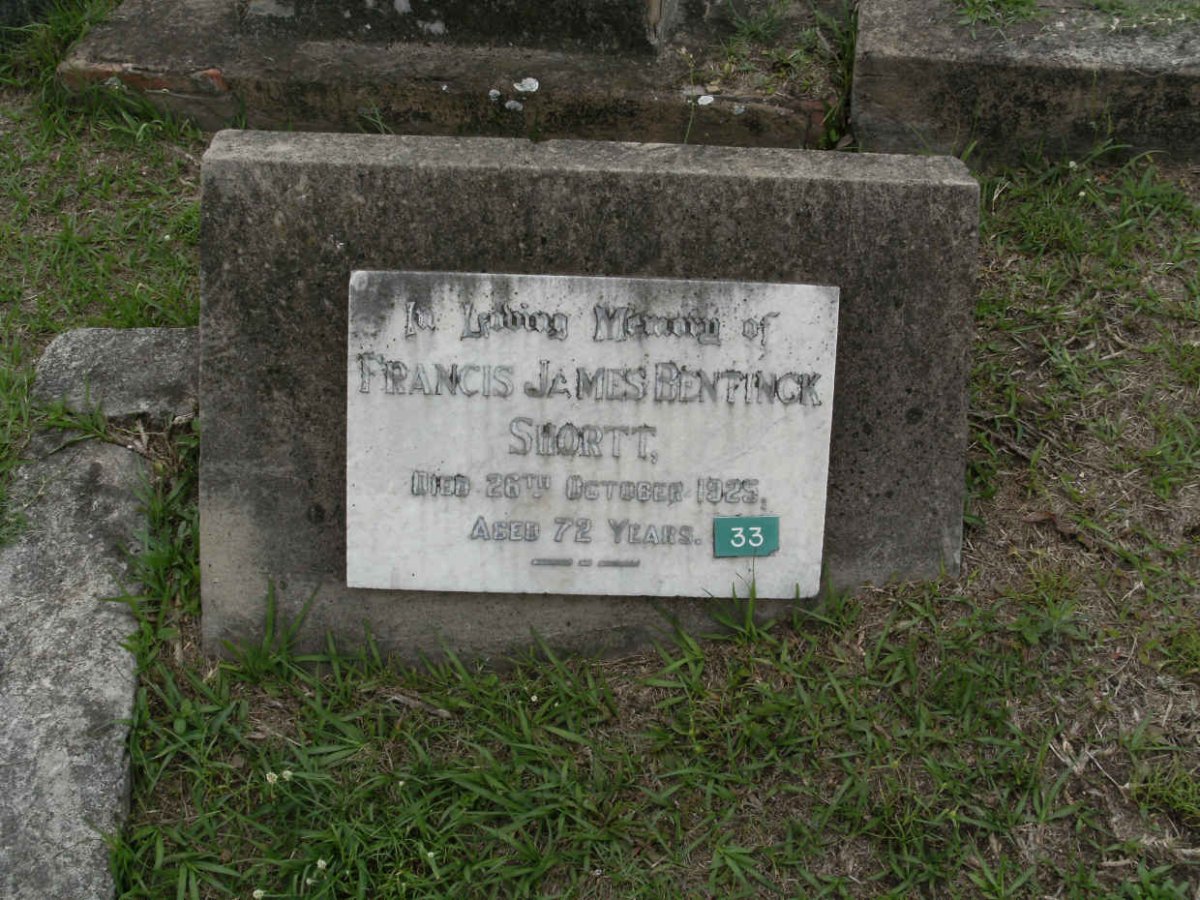 In Loving Memory of
FRANCIS JAMES BENTINCK
SHORTT,
DIED 26TH OCTOBER 1925,
AGED 72 YEARS.
33